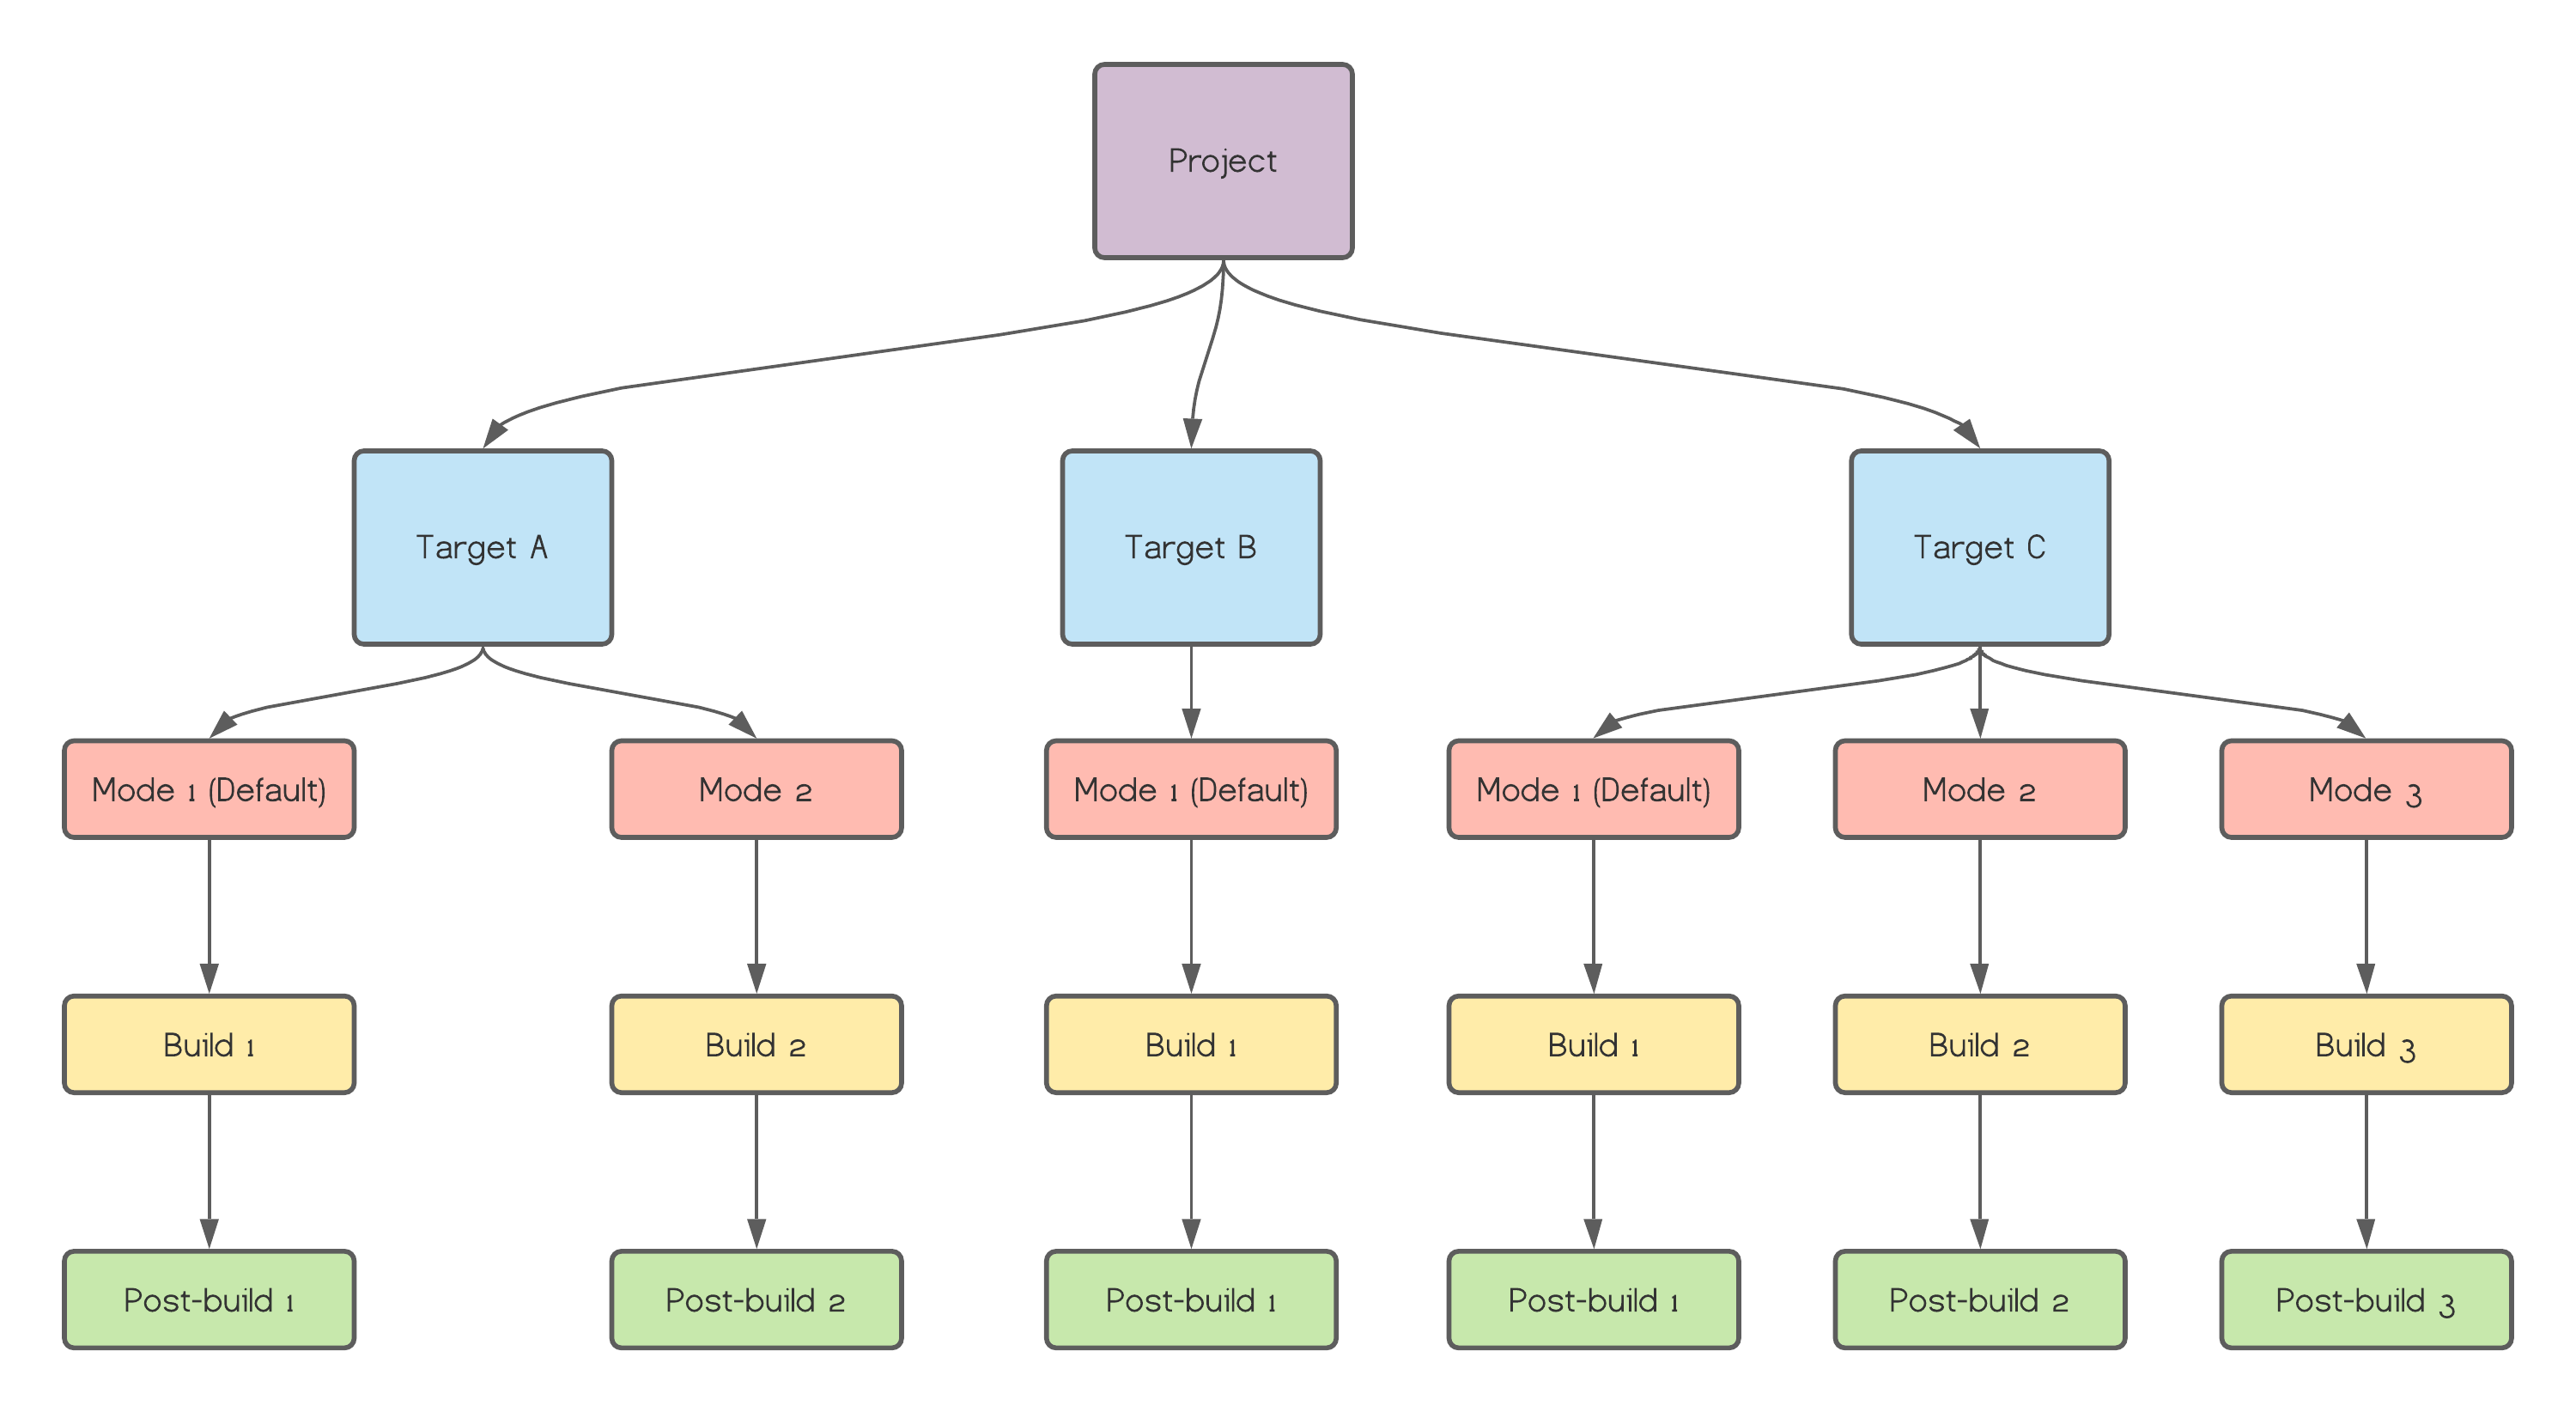 Project
Target A
Target B
Target C
Mode 1 (Default)
Mode 2
Mode 1 (Default)
Mode 1 (Default)
Mode 2
Mode 3
Build 1
Build 2
Build 1
Build 1
Build 2
Build 3
Post-build 1
Post-build 2
Post-build 1
Post-build 1
Post-build 2
Post-build 3